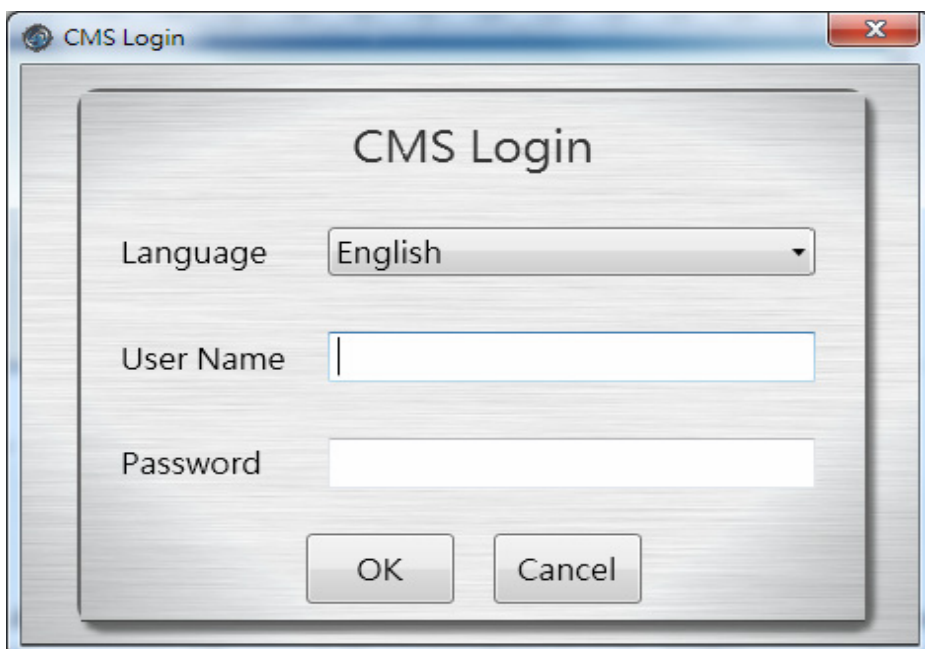 CMS Login
CMS Login
Language English
User Name
Password
OK Cancel